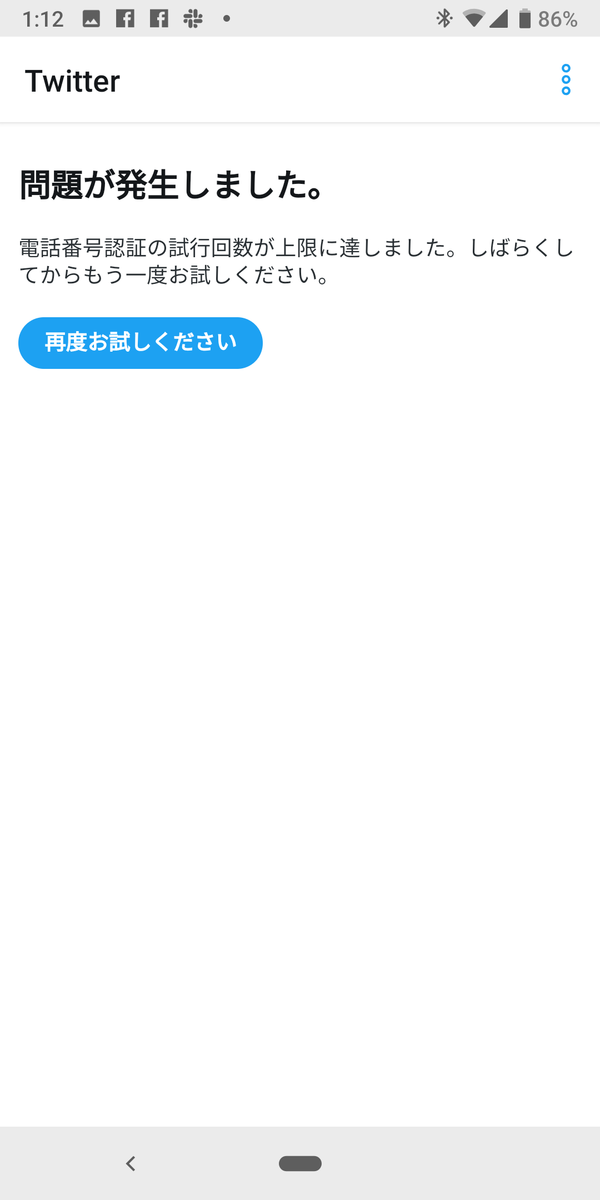 1:12
86%
Twitter
問題が発生しました。
電話番号認証の試行回数が上限に達しました。しばらくし
てからもう一度お試しください。
再度お試しください